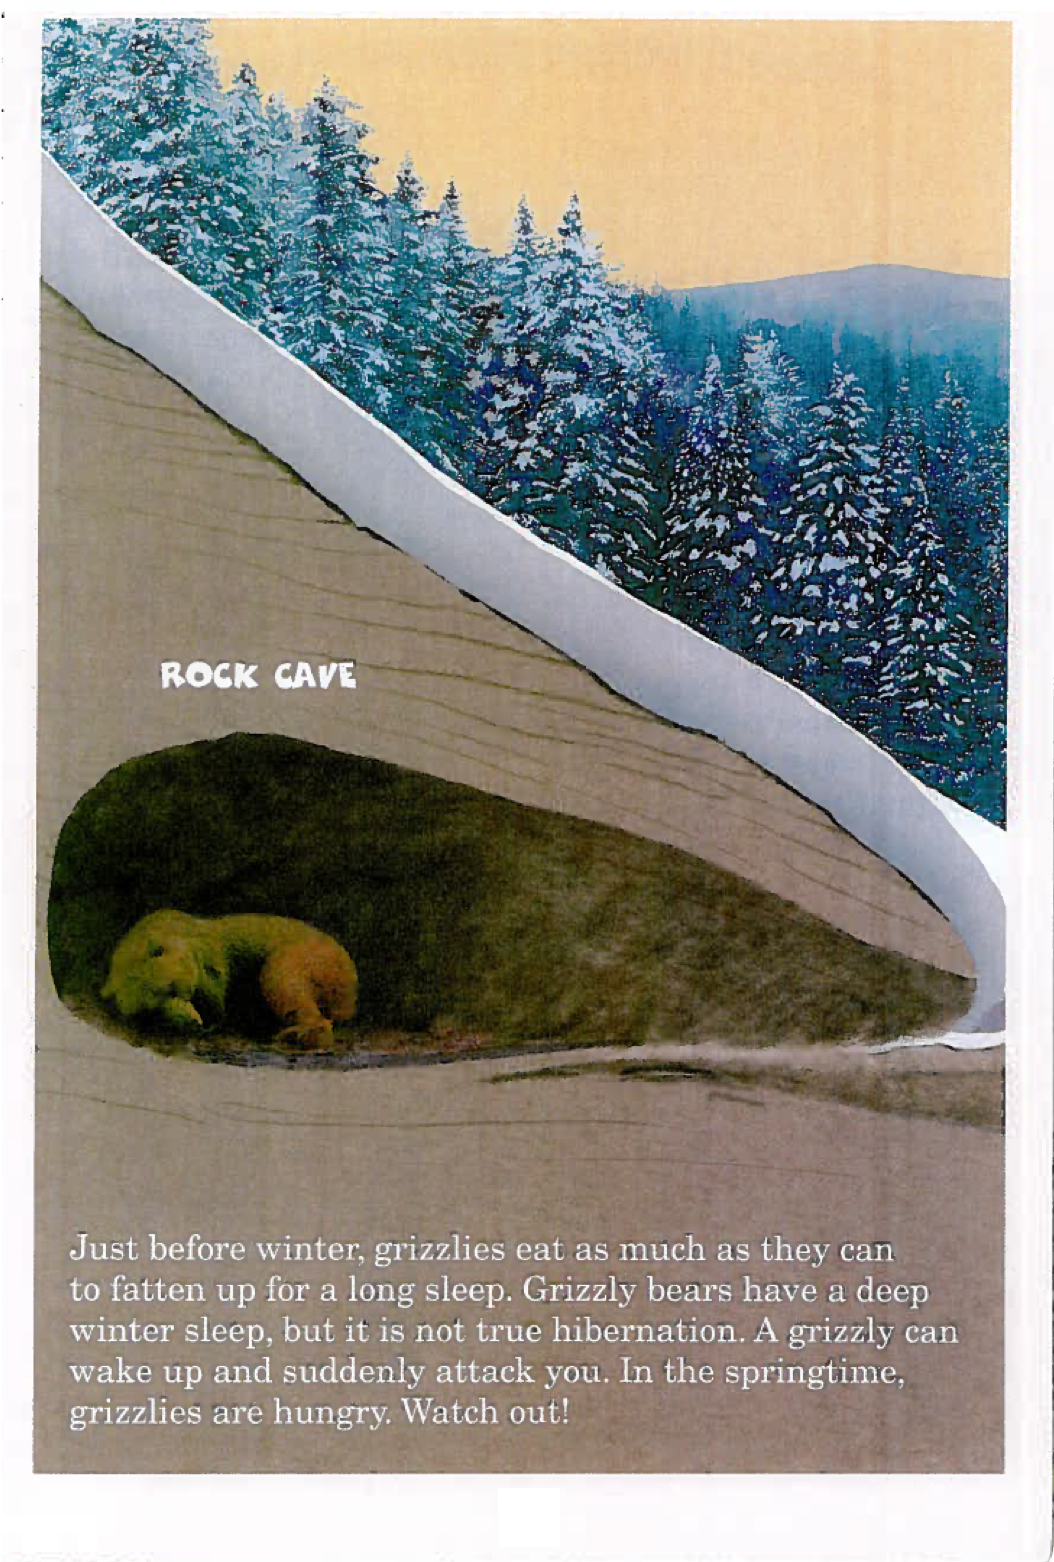 ROCK CAVE
Just before winter, grizzlies eat as much as they can
to fatten up for a long sleep. Grizzly bears have a deep
winter sleep, but it is not true hibernation. A grizzly can
wake up and suddenly attack you. In the springtime,
grizzlies are hungry. Watch out!